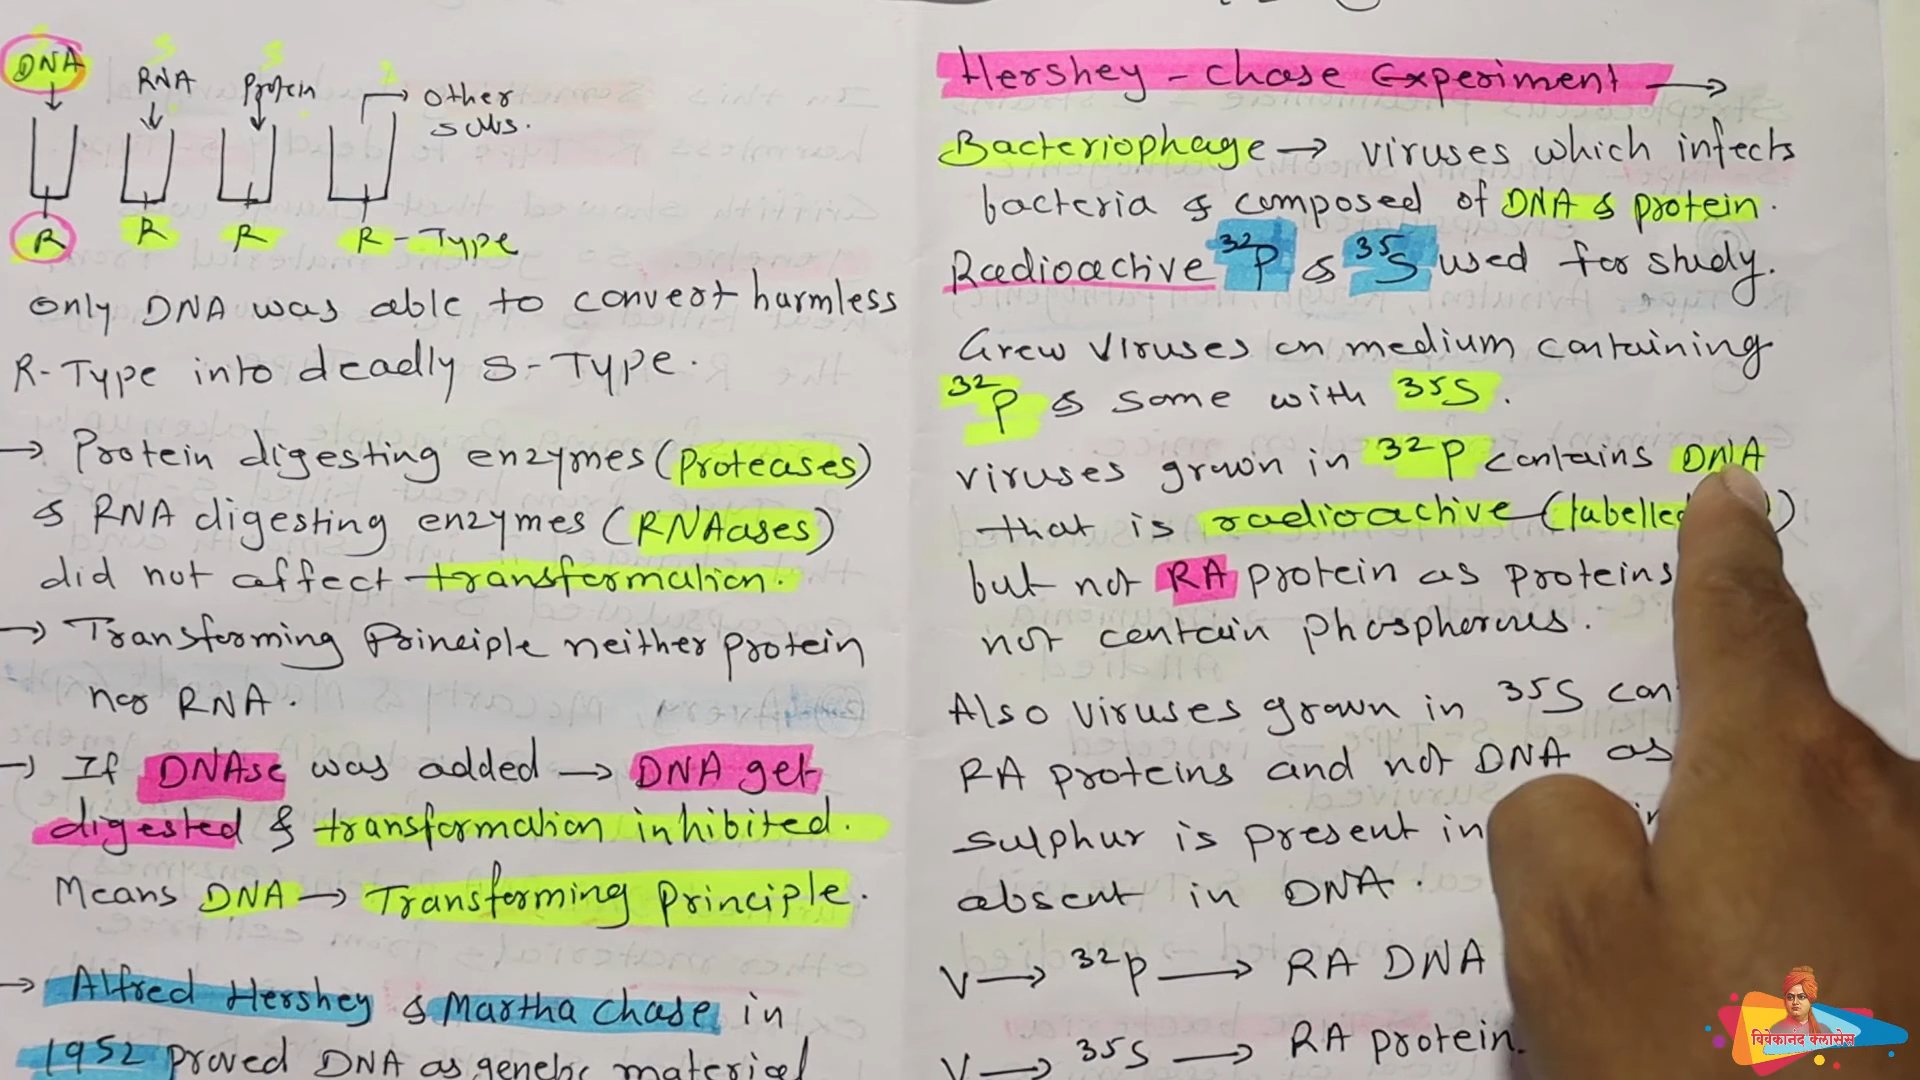 DNA
RNA
Protein
Other
subs.
S
S
S
R
R
R
R-Type
Only DNA was able to convert harmless
R-Type into deadly S-Type.
→ Protein digesting enzymes (Proteases)
& RNA digesting enzymes (RNAases)
did not affect transformation.
→ Transforming Principle neither protein
nor RNA.
→ If DNAse was added → DNA get
digested & transformation inhibited.
Means DNA → Transforming principle.
→ Alfred Hershey & Martha chase in
1952 proved DNA as genetic material
Hershey - chase Experiment →
Bacteriophage → viruses which infects
bacteria & composed of DNA & protein.
Radioactive 32P & 35S used for study.
Grew viruses on medium containing
32P & some with 35S.
viruses grown in 32P contains DNA
that is radioactive (labelled)
but not RA protein as proteins
not contain phosphorous.
Also viruses grown in 35S con
RA proteins and not DNA as
sulphur is present in
absent in DNA.
V → 32P → RA DNA
V → 35S → RA protein.
विवेकानंद क्लासेस